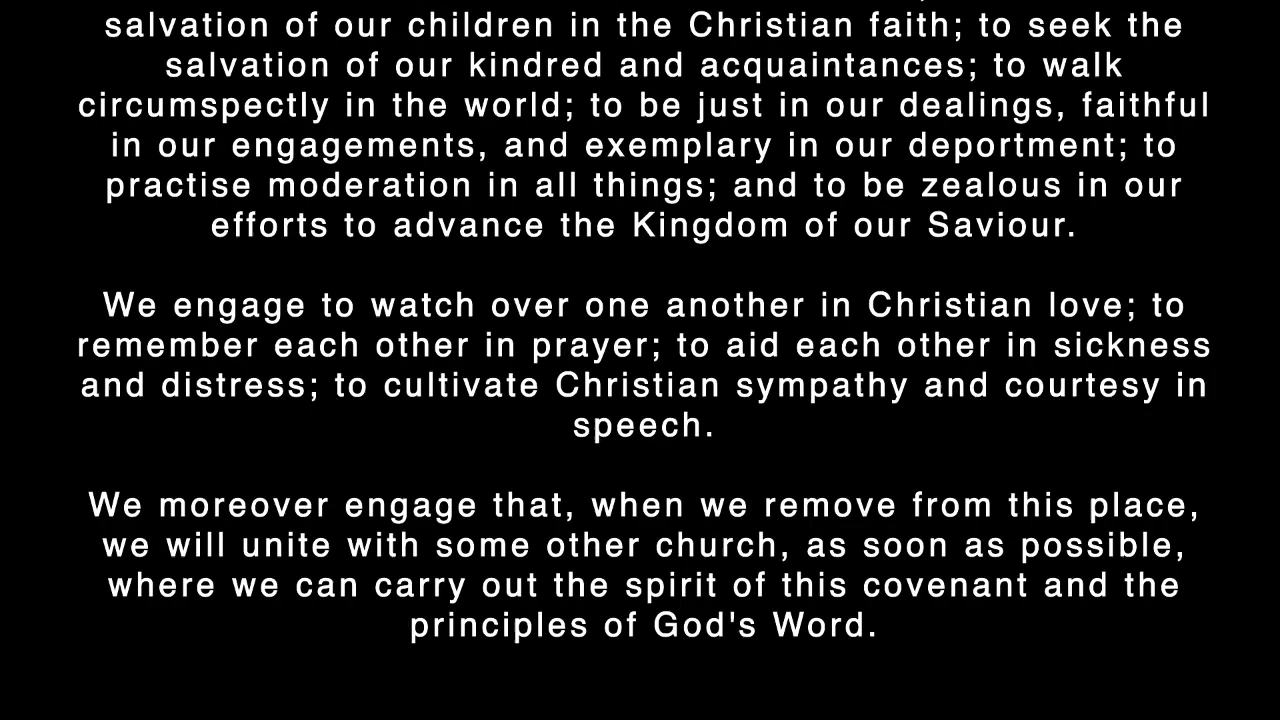 salvation of our children in the Christian faith; to seek the
salvation of our kindred and acquaintances; to walk
circumspectly in the world; to be just in our dealings, faithful
in our engagements, and exemplary in our deportment; to
practise moderation in all things; and to be zealous in our
efforts to advance the Kingdom of our Saviour.
We engage to watch over one another in Christian love; to
remember each other in prayer; to aid each other in sickness
and distress; to cultivate Christian sympathy and courtesy in
speech.
We moreover engage that, when we remove from this place,
we will unite with some other church, as soon as possible,
where we can carry out the spirit of this covenant and the
principles of God's Word.